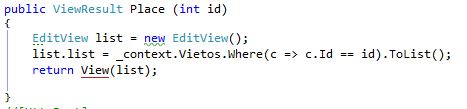 public ViewResult Place (int id)
{
EditView list = new EditView();
list.list = _context.Vietos.Where(c => c.Id == id).ToList();
return View(list);
}